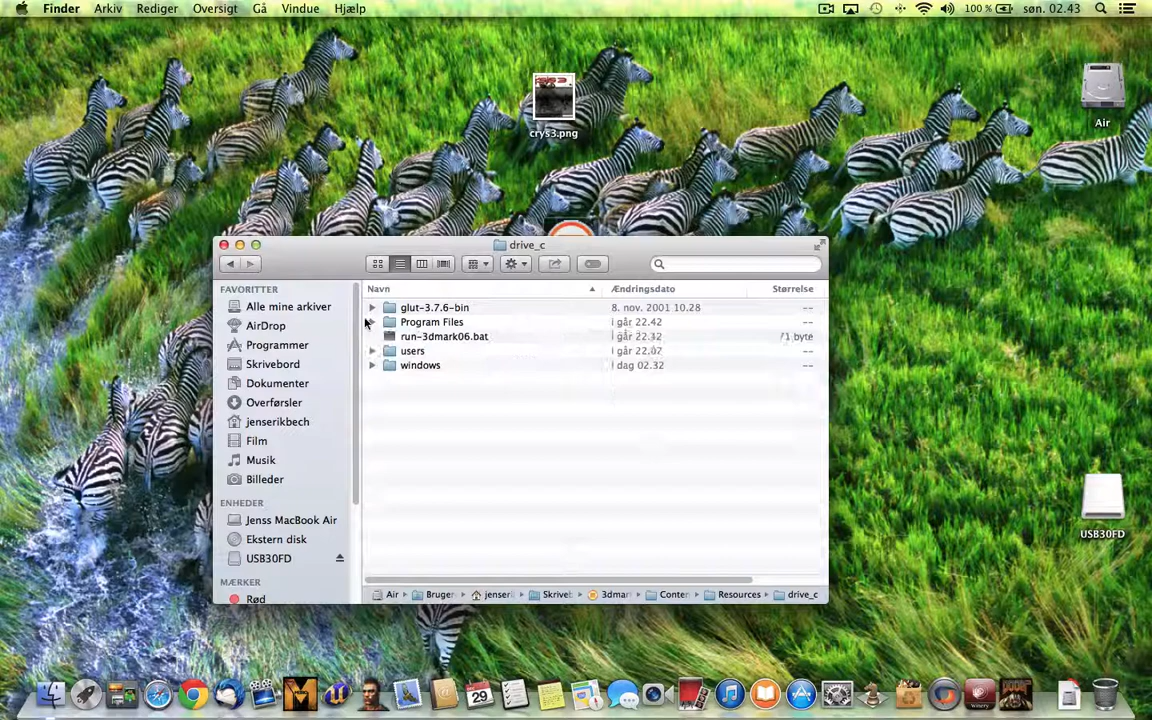 Finder Arkiv Rediger Oversigt Gå Vindue Hjælp 100 % søn. 02.43
crys3.png
Air
drive_c
FAVORITTER
Alle mine arkiver
AirDrop
Programmer
Skrivebord
Dokumenter
Overførsler
jenserikbech
Film
Musik
Billeder
ENHEDER
Jenss MacBook Air
Ekstern disk
USB30FD
MÆRKER
Rød
Navn Ændringsdato Størrelse
glut-3.7.6-bin 8. nov. 2001 10.28 --
Program Files i går 22.42 --
run-3dmark06.bat i går 22.32 71 byte
users i går 22.07 --
windows i dag 02.32 --
Air Bruger jenseri Skriveb 3dmar Conten Resources drive_c
USB30FD
29
Winery